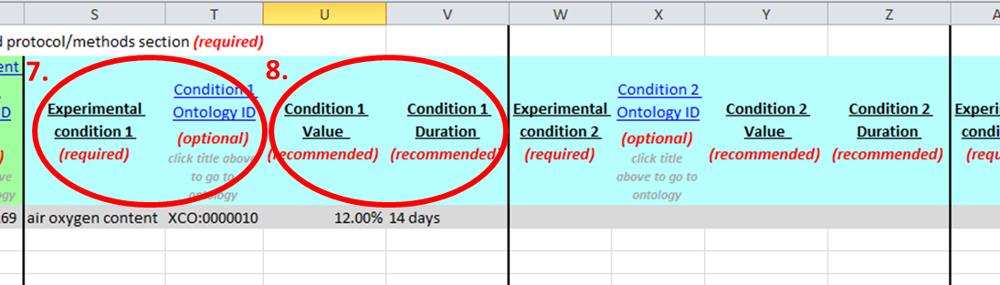 S T U V W X Y Z A
d protocol/methods section (required)
7.
8.
ent
D
)
ve
gy
Experimental
condition 1
(required)
Condition 1
Ontology ID
(optional)
click title above
to go to
ontology
Condition 1
Value
(recommended)
Condition 1
Duration
(recommended)
Experimental
condition 2
(required)
Condition 2
Ontology ID
(optional)
click title
above to go to
ontology
Condition 2
Value
(recommended)
Condition 2
Duration
(recommended)
Experi
condi
(requ
69 air oxygen content XCO:0000010 12.00% 14 days